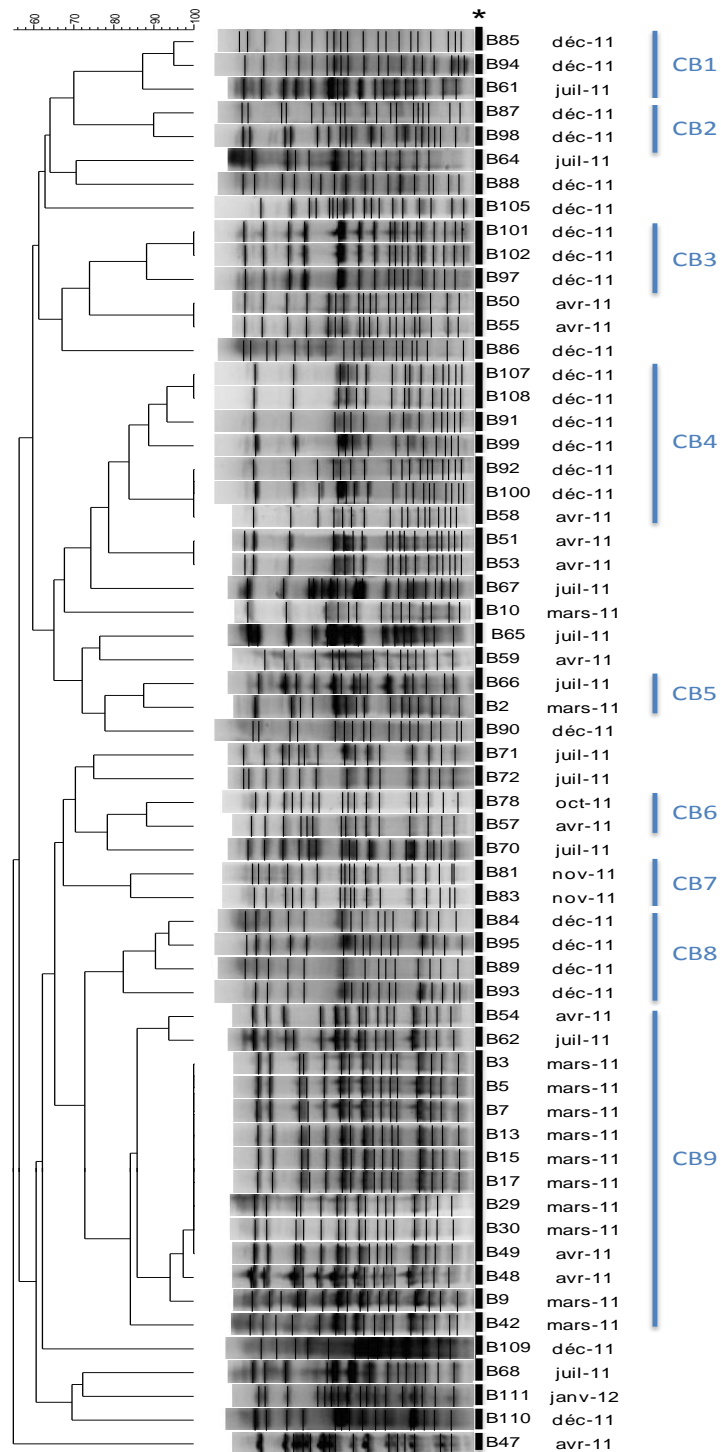 60 70 80 90 100 *
B85 déc-11
B94 déc-11 CB1
B61 juil-11
B87 déc-11
B98 déc-11 CB2
B64 juil-11
B88 déc-11
B105 déc-11
B101 déc-11
B102 déc-11 CB3
B97 déc-11
B50 avr-11
B55 avr-11
B86 déc-11
B107 déc-11
B108 déc-11
B91 déc-11
B99 déc-11 CB4
B92 déc-11
B100 déc-11
B58 avr-11
B51 avr-11
B53 avr-11
B67 juil-11
B10 mars-11
B65 juil-11
B59 avr-11
B66 juil-11 CB5
B2 mars-11
B90 déc-11
B71 juil-11
B72 juil-11
B78 oct-11 CB6
B57 avr-11
B70 juil-11
B81 nov-11 CB7
B83 nov-11
B84 déc-11
B95 déc-11 CB8
B89 déc-11
B93 déc-11
B54 avr-11
B62 juil-11
B3 mars-11
B5 mars-11
B7 mars-11
B13 mars-11
B15 mars-11 CB9
B17 mars-11
B29 mars-11
B30 mars-11
B49 avr-11
B48 avr-11
B9 mars-11
B42 mars-11
B109 déc-11
B68 juil-11
B111 janv-12
B110 déc-11
B47 avr-11